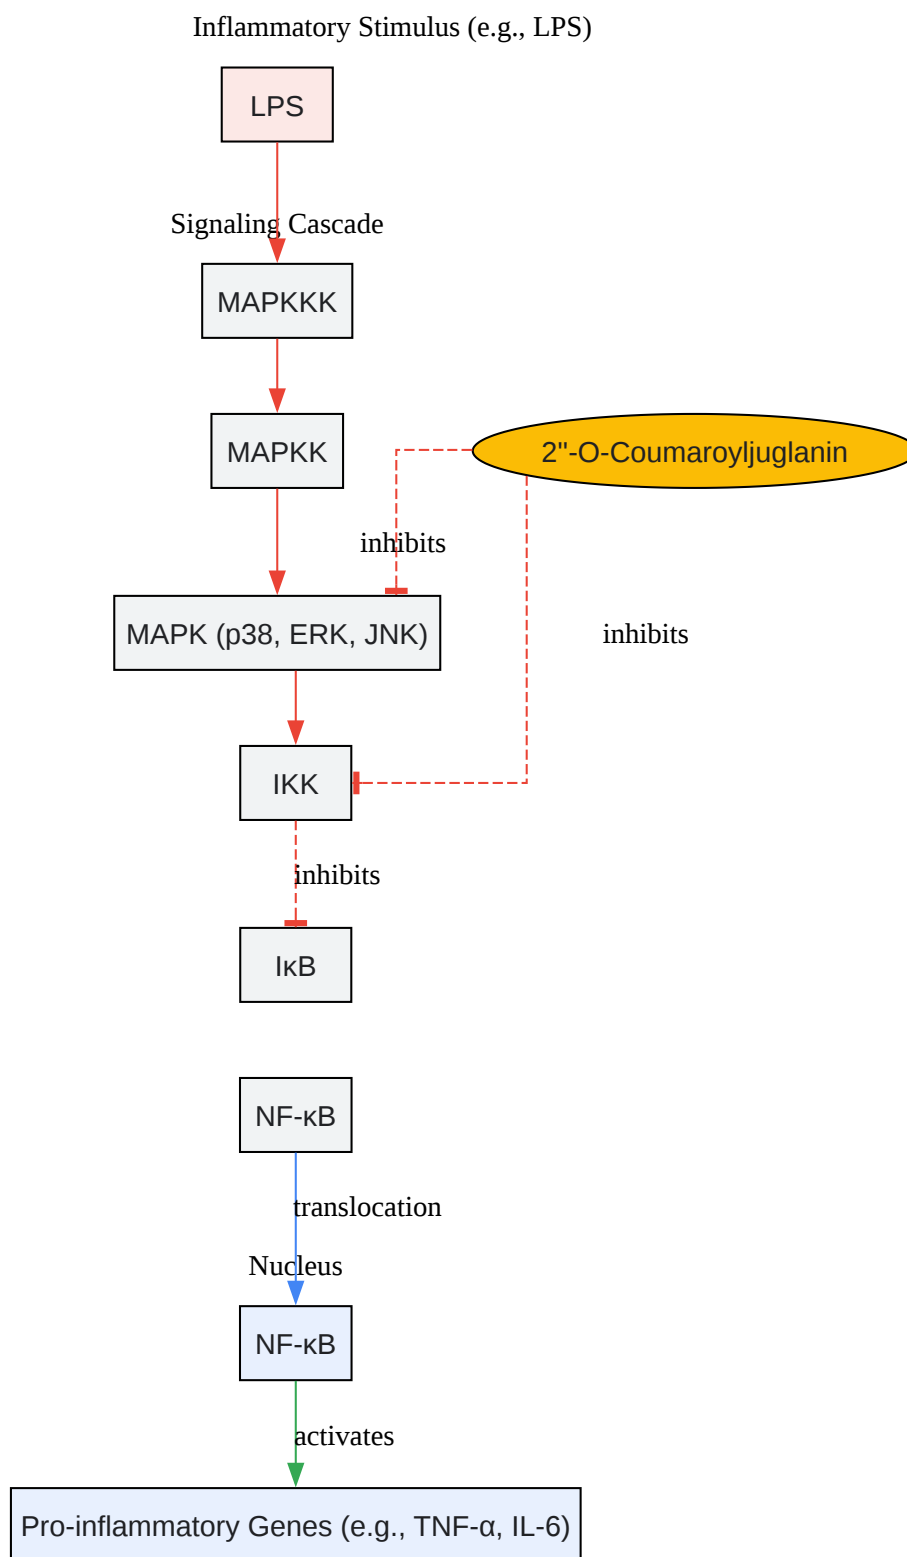 Inflammatory Stimulus (e.g., LPS)
LPS
Signaling Cascade
MAPKKK
MAPKK
2"-O-Coumaroyljuglanin
inhibits
MAPK (p38, ERK, JNK)
inhibits
IKK
inhibits
IκB
NF-κB
translocation
Nucleus
NF-κB
activates
Pro-inflammatory Genes (e.g., TNF-α, IL-6)